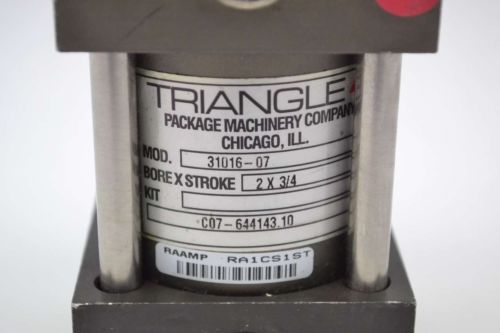 TRIANGLE
PACKAGE MACHINERY COMPANY
CHICAGO, ILL.
MOD. 31016-07
BORE X STROKE 2 X 3/4
KIT
C07-644143.10
RAAMP RA1CS1ST